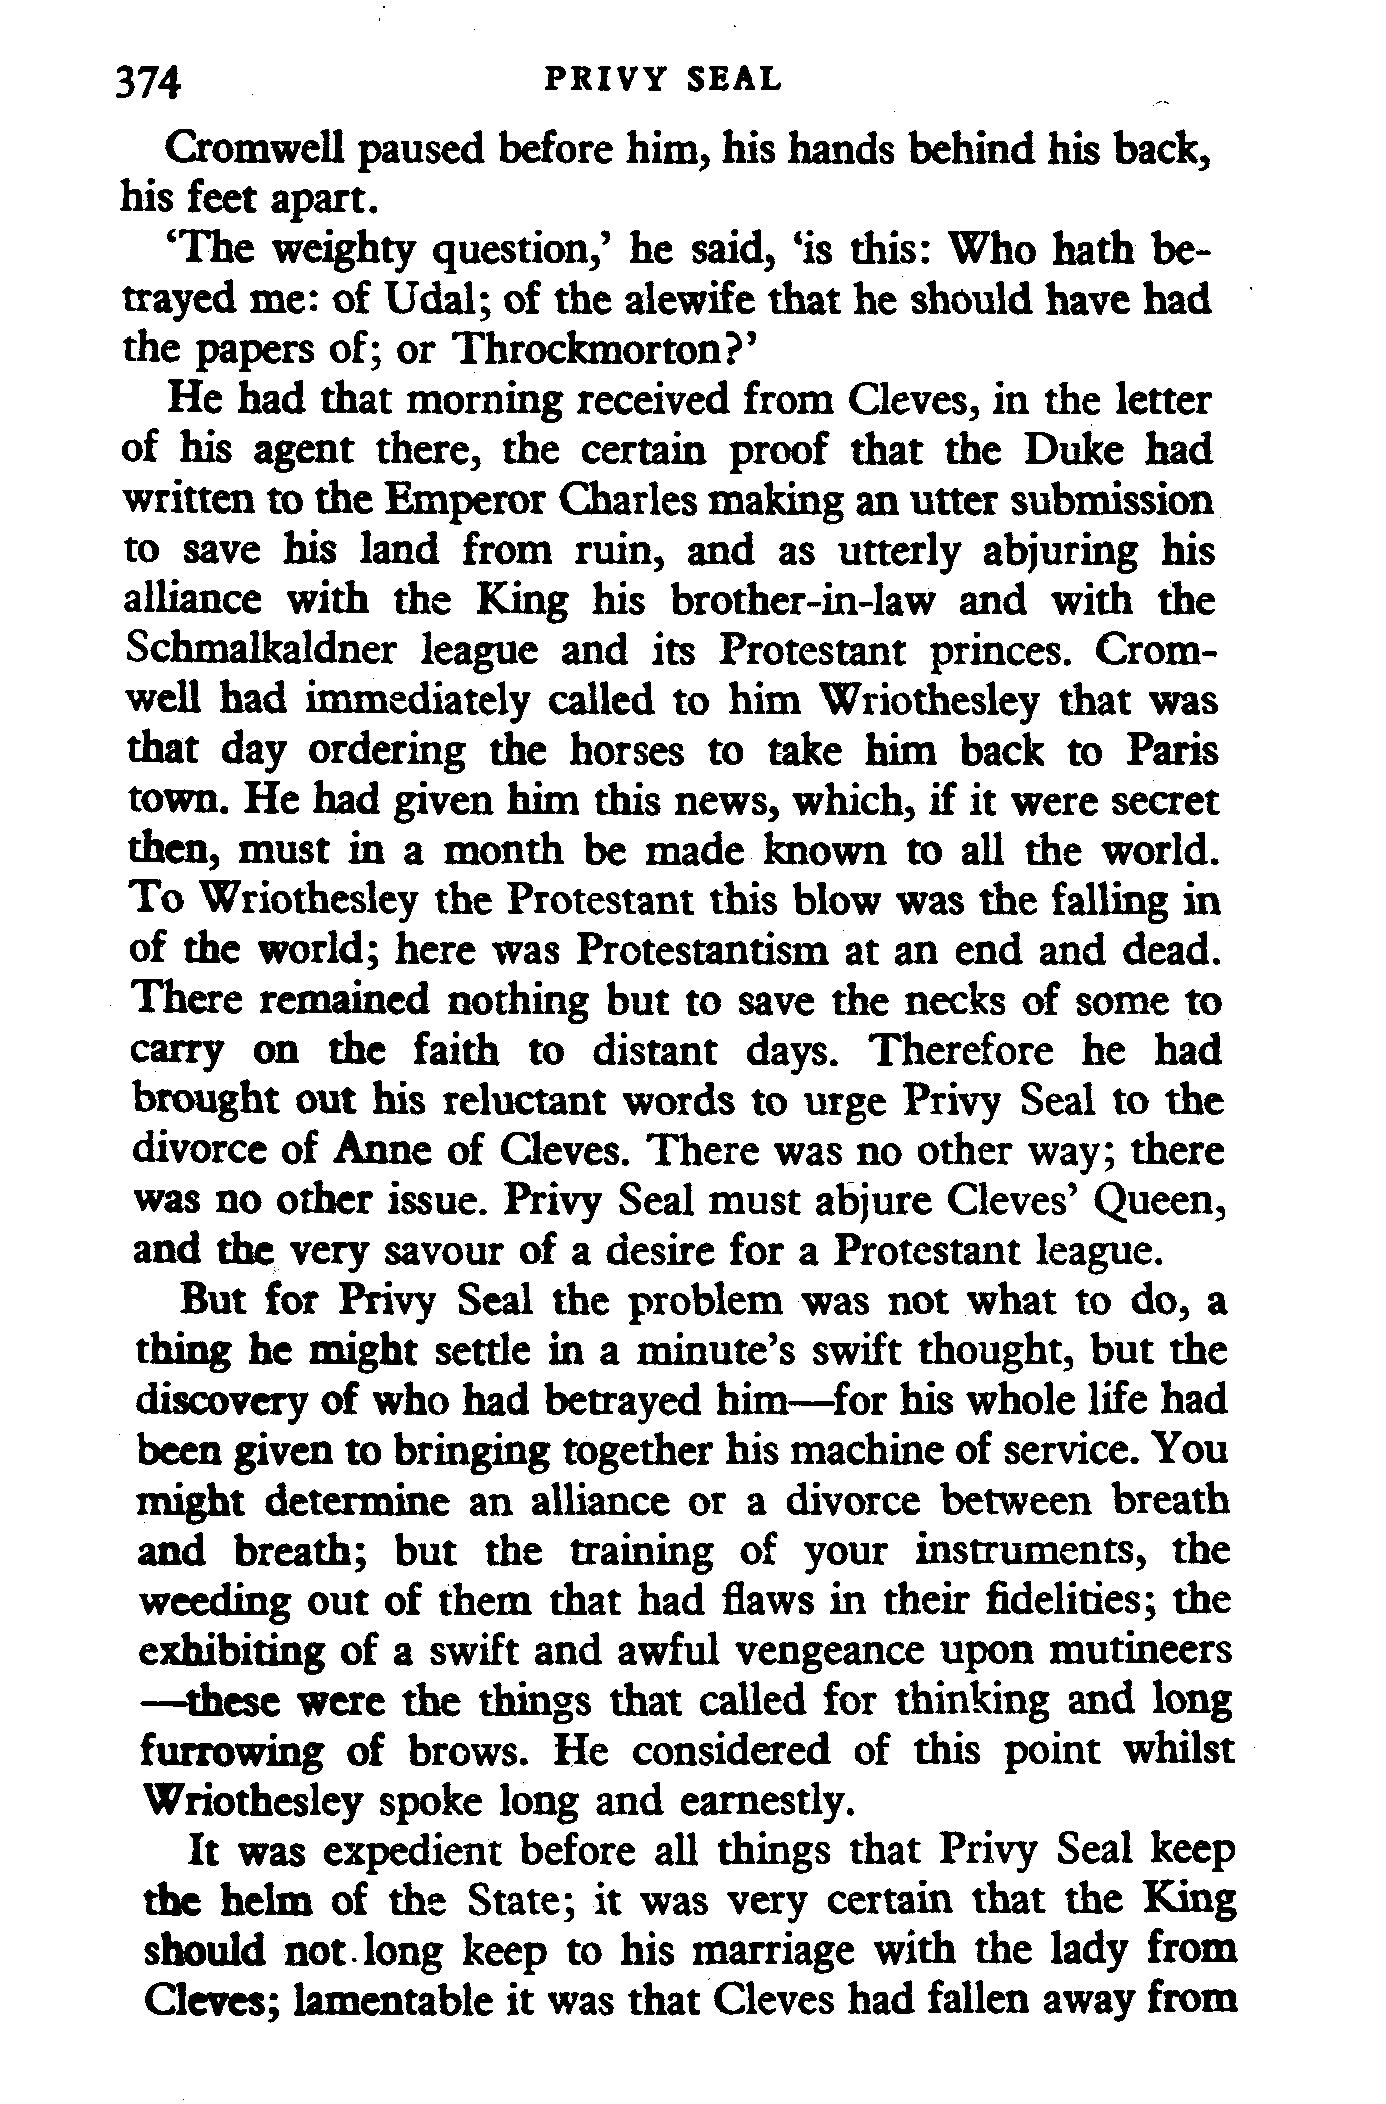 374 PRIVY SEAL
Cromwell paused before him, his hands behind his back,
his feet apart.
‘The weighty question,’ he said, ‘is this: Who hath be-
trayed me: of Udal; of the alewife that he should have had
the papers of; or Throckmorton?’
He had that morning received from Cleves, in the letter
of his agent there, the certain proof that the Duke had
written to the Emperor Charles making an utter submission
to save his land from ruin, and as utterly abjuring his
alliance with the King his brother-in-law and with the
Schmalkaldner league and its Protestant princes. Crom-
well had immediately called to him Wriothesley that was
that day ordering the horses to take him back to Paris
town. He had given him this news, which, if it were secret
then, must in a month be made known to all the world.
To Wriothesley the Protestant this blow was the falling in
of the world; here was Protestantism at an end and dead.
There remained nothing but to save the necks of some to
carry on the faith to distant days. Therefore he had
brought out his reluctant words to urge Privy Seal to the
divorce of Anne of Cleves. There was no other way; there
was no other issue. Privy Seal must abjure Cleves’ Queen,
and the very savour of a desire for a Protestant league.
But for Privy Seal the problem was not what to do, a
thing he might settle in a minute’s swift thought, but the
discovery of who had betrayed him—for his whole life had
been given to bringing together his machine of service. You
might determine an alliance or a divorce between breath
and breath; but the training of your instruments, the
weeding out of them that had flaws in their fidelities; the
exhibiting of a swift and awful vengeance upon mutineers
—these were the things that called for thinking and long
furrowing of brows. He considered of this point whilst
Wriothesley spoke long and earnestly.
It was expedient before all things that Privy Seal keep
the helm of the State; it was very certain that the King
should not long keep to his marriage with the lady from
Cleves; lamentable it was that Cleves had fallen away from